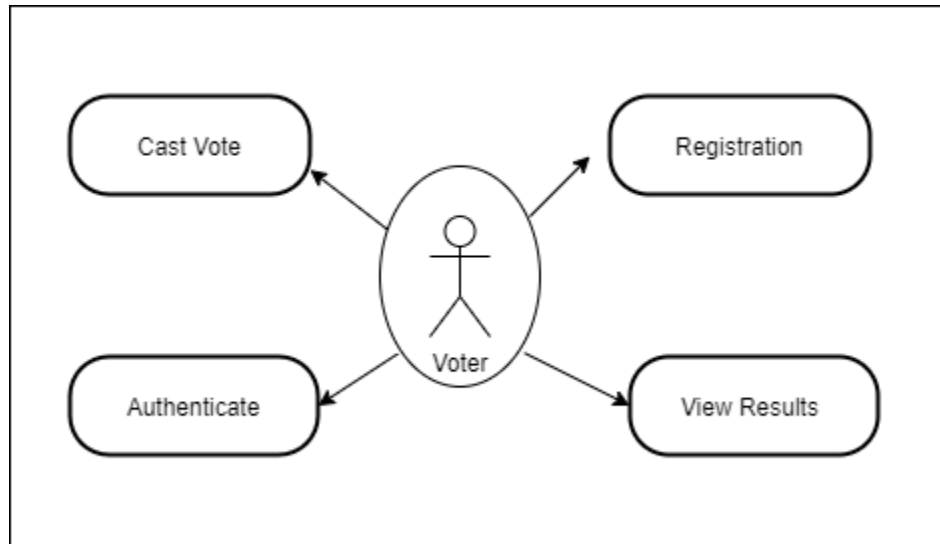 Cast Vote
Registration
Voter
Authenticate
View Results